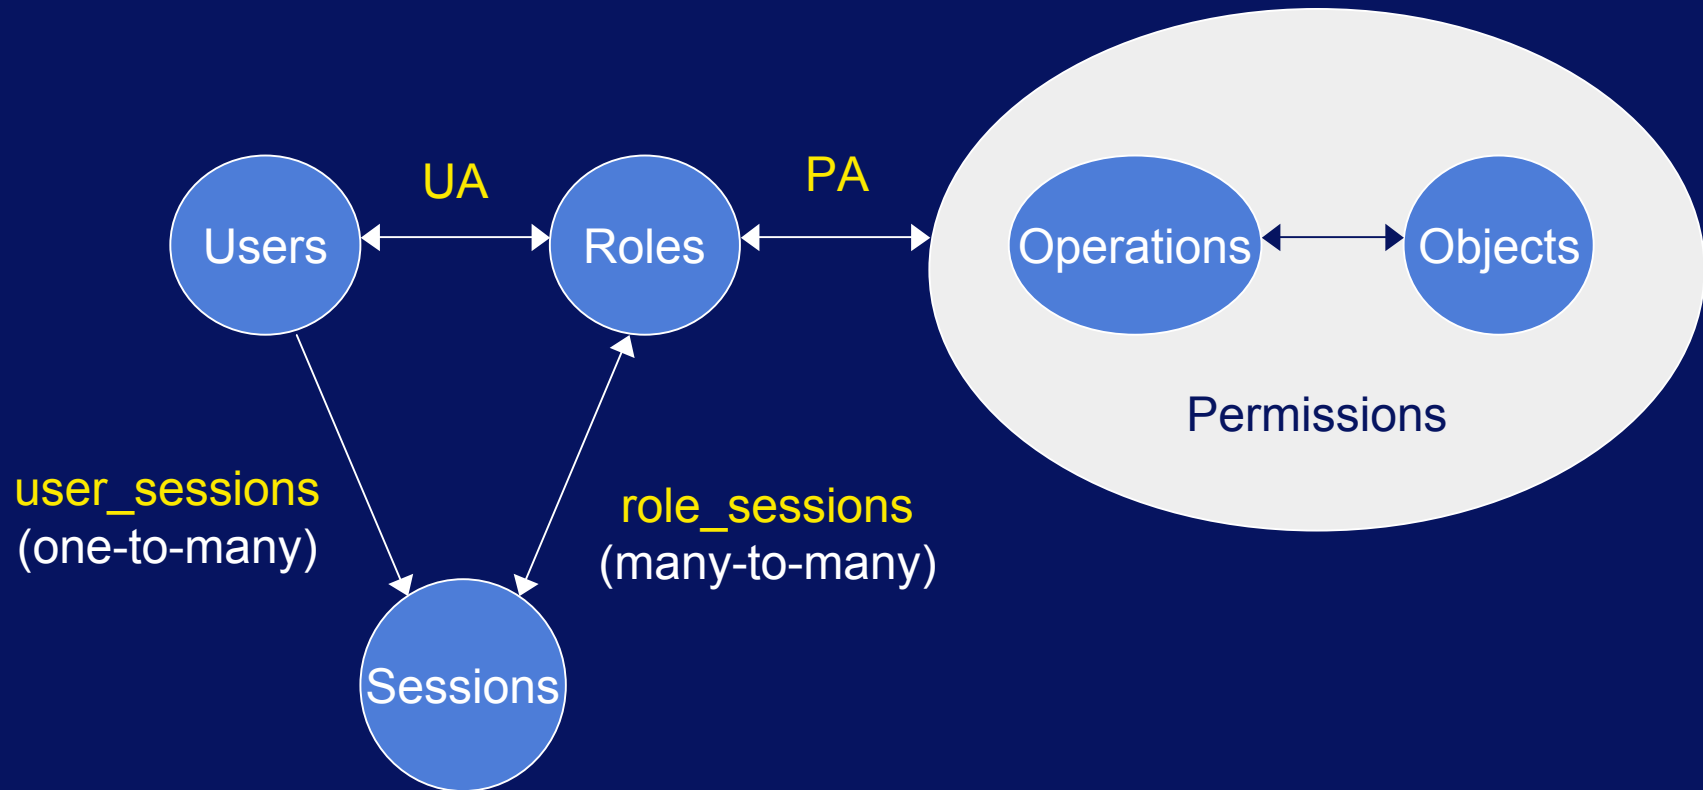 UA
PA
Users
Roles
Operations
Objects
Permissions
user_sessions
(one-to-many)
role_sessions
(many-to-many)
Sessions